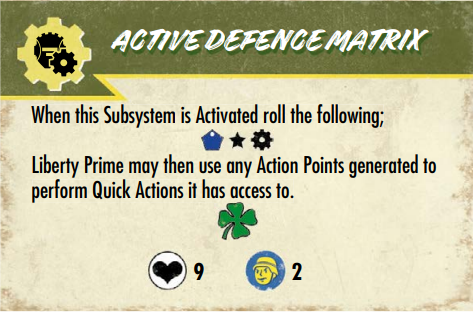 ACTIVE DEFENCE MATRIX
When this Subsystem is Activated roll the following;
Liberty Prime may then use any Action Points generated to
perform Quick Actions it has access to.
9 2